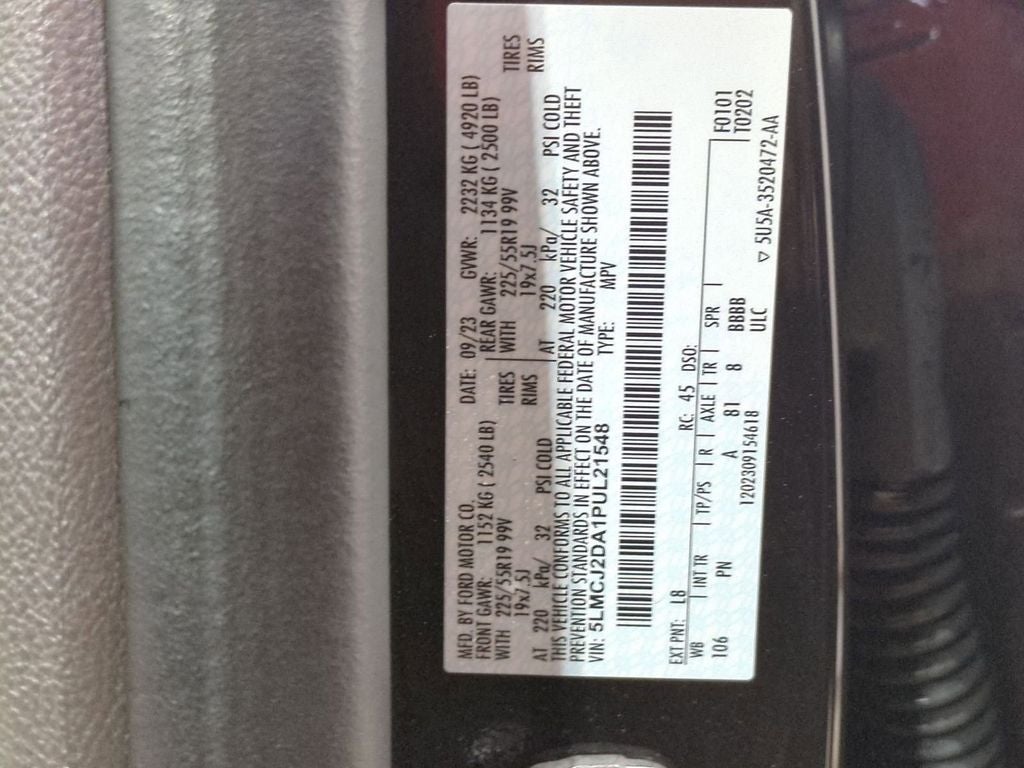 MFD. BY FORD MOTOR CO. DATE: 09/23 GVWR: 2232 KG ( 4920 LB)
FRONT GAWR: 1152 KG ( 2540 LB) REAR GAWR: 1134 KG ( 2500 LB)
WITH 225/55R19 99V TIRES WITH 225/55R19 99V TIRES
19x7.5J RIMS 19x7.5J RIMS
AT 220 kPa/ 32 PSI COLD AT 220 kPa/ 32 PSI COLD
THIS VEHICLE CONFORMS TO ALL APPLICABLE FEDERAL MOTOR VEHICLE SAFETY AND THEFT
PREVENTION STANDARDS IN EFFECT ON THE DATE OF MANUFACTURE SHOWN ABOVE.
VIN: 5LMCJ2DA1PUL21548 TYPE: MPV
EXT PNT: L8 RC: 45 DSO:
WB INT TR TP/PS R AXLE TR SPR F0101
106 PN A 81 8 BBBB T0202
120230915461​8 ULC
▽ 5U5A-3520472-AA